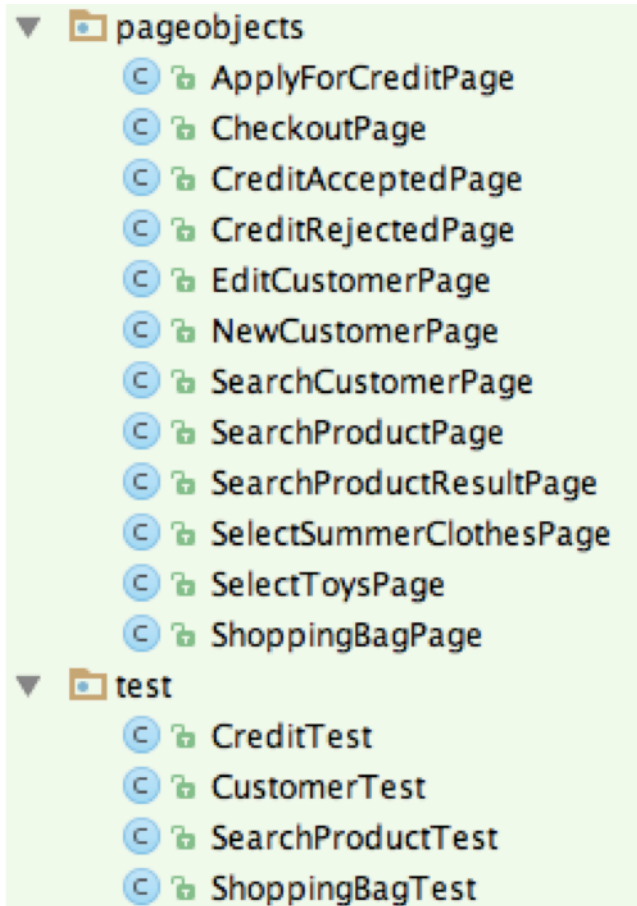 pageobjects
ApplyForCreditPage
CheckoutPage
CreditAcceptedPage
CreditRejectedPage
EditCustomerPage
NewCustomerPage
SearchCustomerPage
SearchProductPage
SearchProductResultPage
SelectSummerClothesPage
SelectToysPage
ShoppingBagPage
test
CreditTest
CustomerTest
SearchProductTest
ShoppingBagTest